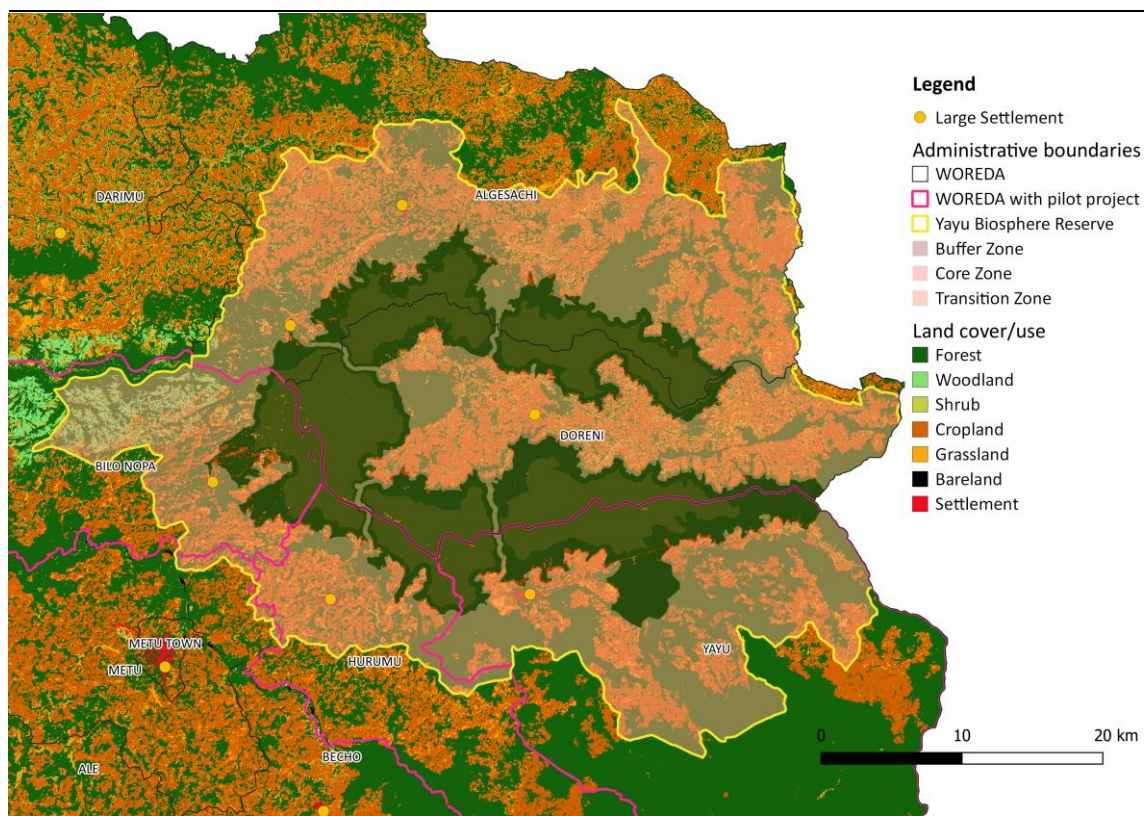 Legend
Large Settlement
Administrative boundaries
WOREDA
WOREDA with pilot project
Yayu Biosphere Reserve
Buffer Zone
Core Zone
Transition Zone
Land cover/use
Forest
Woodland
Shrub
Cropland
Grassland
Bareland
Settlement
DARIMU
ALGESACHI
DORENI
BILO NOPA
METU TOWN
METU
HURUMU
YAYU
BECHO
ALE
0 10 20 km